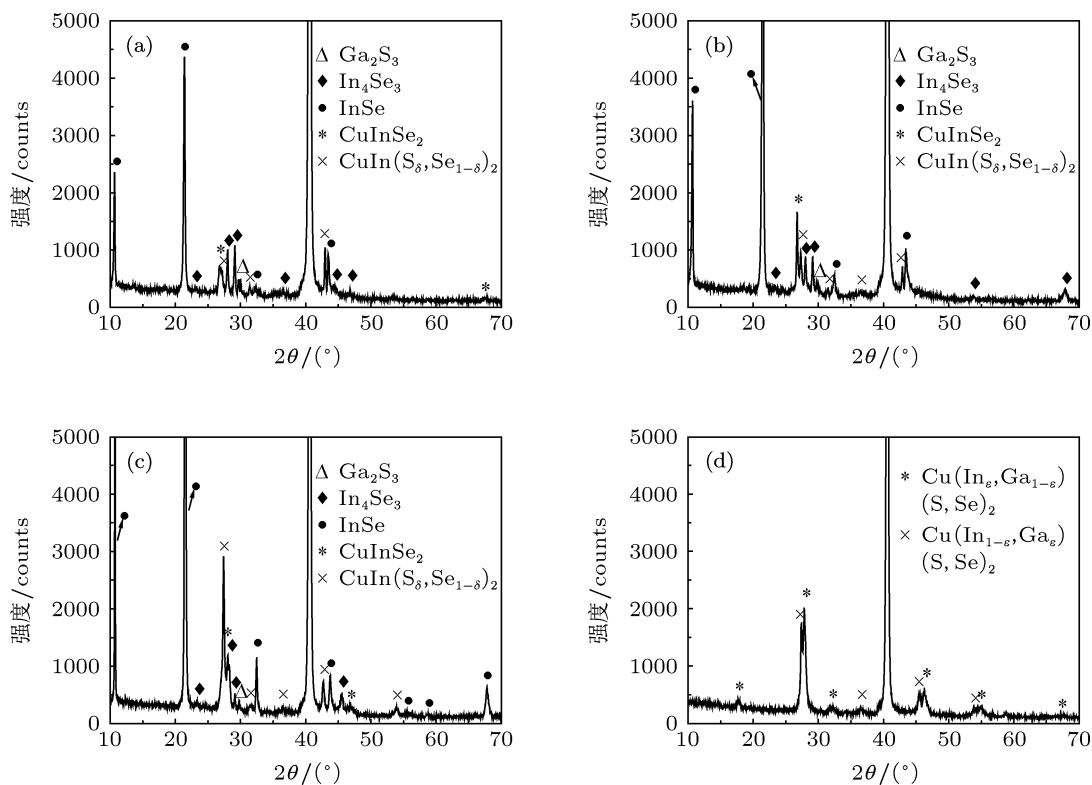 (a)
5000
4000
3000
2000
1000
0
强度/counts
△ Ga₂S₃
♦ In₄Se₃
● InSe
* CuInSe₂
× CuIn(S_δ,Se₁₋δ)₂
10 20 30 40 50 60 70
2θ/(°)
(b)
5000
4000
3000
2000
1000
0
强度/counts
△ Ga₂S₃
♦ In₄Se₃
● InSe
* CuInSe₂
× CuIn(S_δ,Se₁₋δ)₂
10 20 30 40 50 60 70
2θ/(°)
(c)
5000
4000
3000
2000
1000
0
强度/counts
△ Ga₂S₃
♦ In₄Se₃
● InSe
* CuInSe₂
× CuIn(S_δ,Se₁₋δ)₂
10 20 30 40 50 60 70
2θ/(°)
(d)
5000
4000
3000
2000
1000
0
强度/counts
* Cu(In_ε,Ga₁₋ε)
(S, Se)₂
× Cu(In₁₋ε,Ga_ε)
(S, Se)₂
10 20 30 40 50 60 70
2θ/(°)